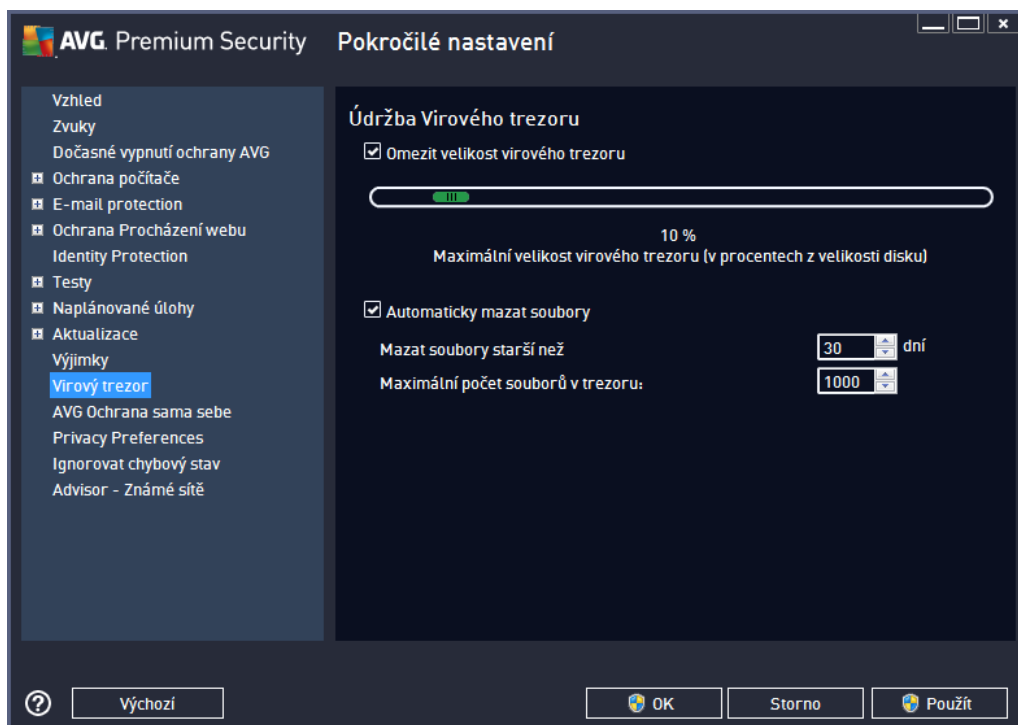 AVG. Premium Security
Pokročilé nastavení
Vzhled
Zvuky
Dočasné vypnutí ochrany AVG
Ochrana počítače
E-mail protection
Ochrana Procházení webu
Identity Protection
Testy
Naplánované úlohy
Aktualizace
Výjimky
Virový trezor
AVG Ochrana sama sebe
Privacy Preferences
Ignorovat chybový stav
Advisor - Známé sítě
Údržba Virového trezoru
Omezit velikost virového trezoru
10 %
Maximální velikost virového trezoru (v procentech z velikosti disku)
Automaticky mazat soubory
Mazat soubory starší než 30 dní
Maximální počet souborů v trezoru: 1000
Výchozí
OK
Storno
Použít